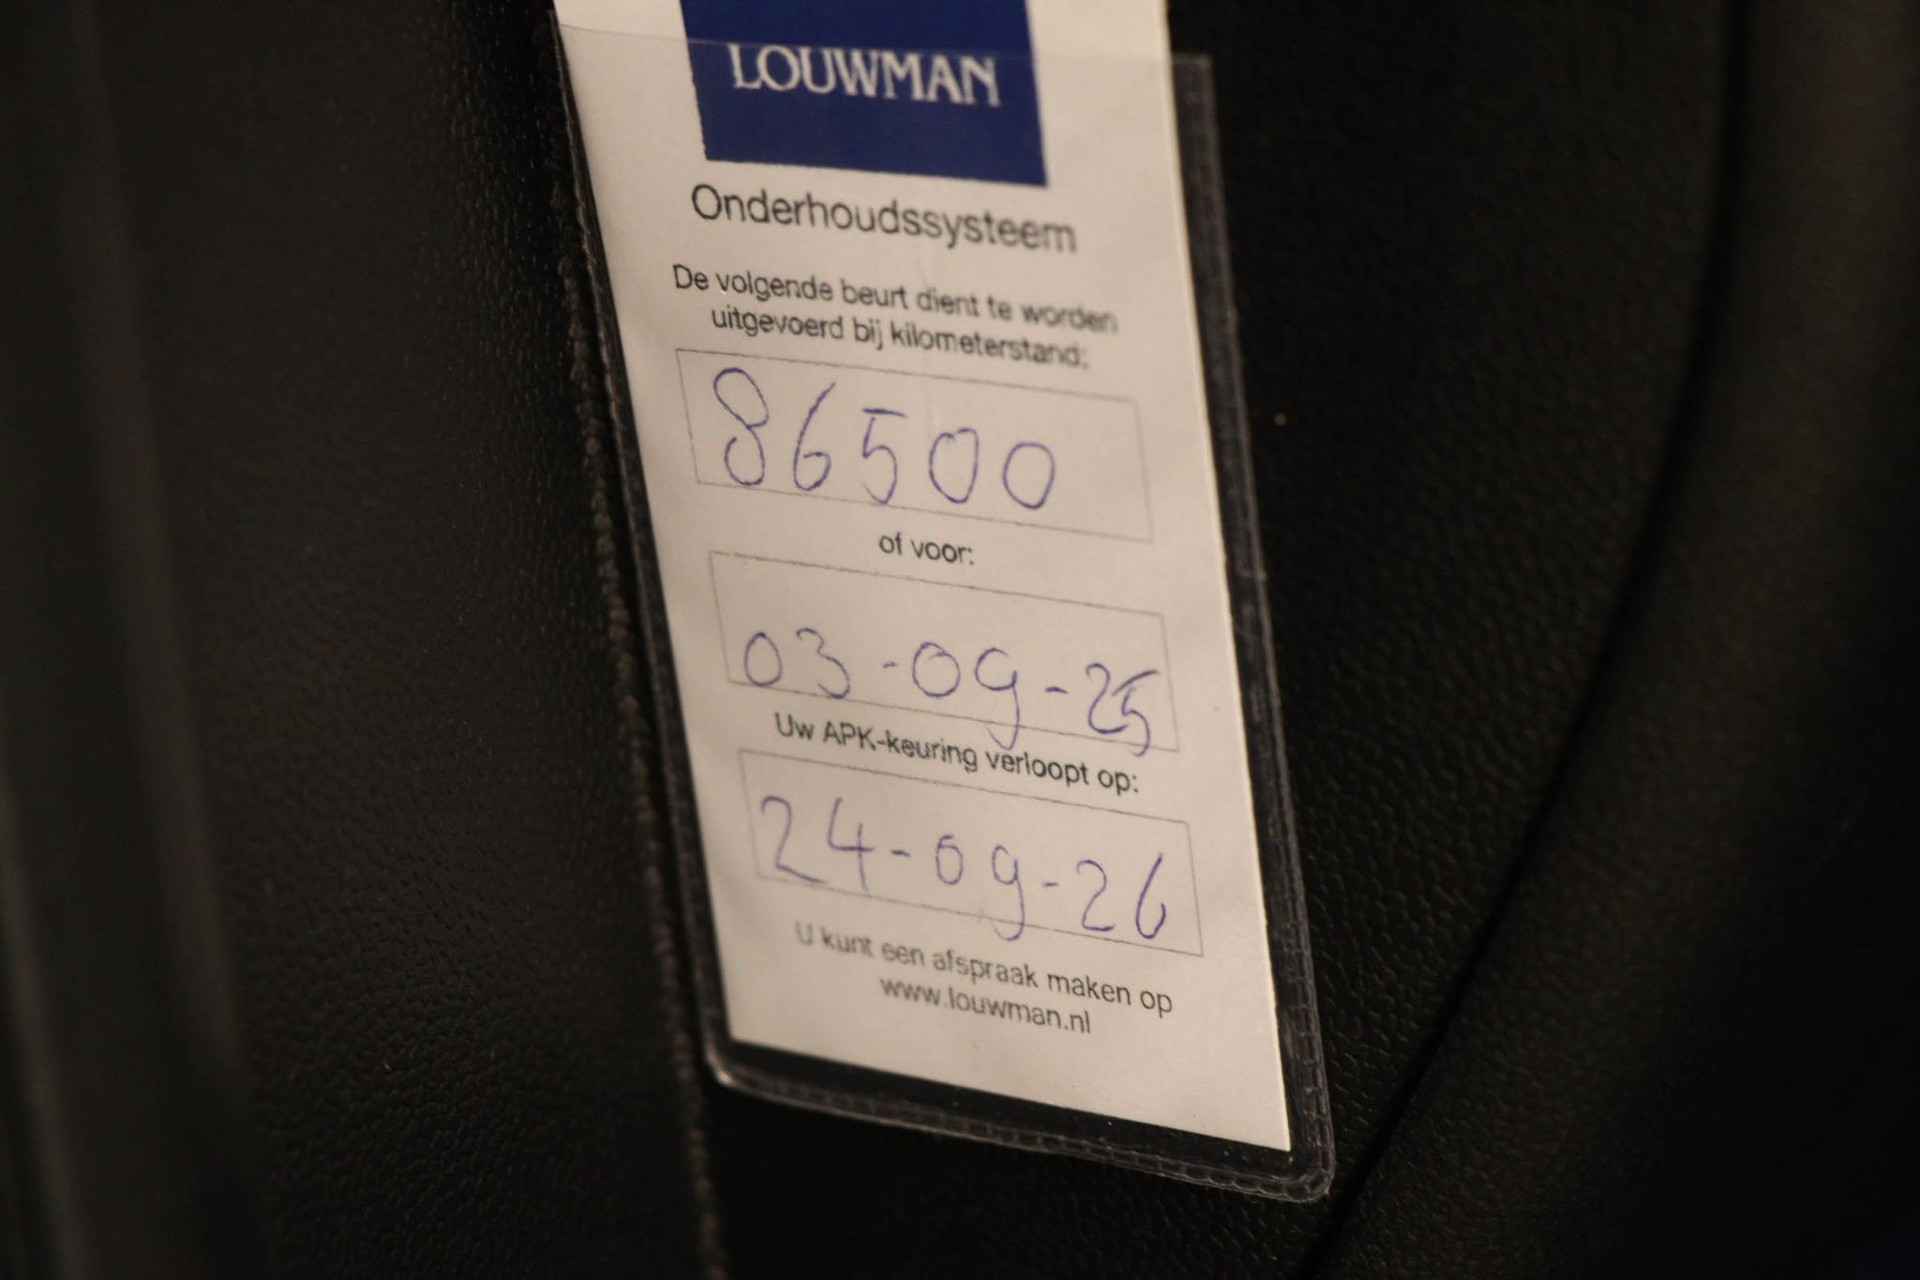 LOUWMAN
Onderhoudssysteem
De volgende beurt dient te worden
uitgevoerd bij kilometerstand:
86500
of voor:
03-09-25
Uw APK-keuring verloopt op:
24-09-26
U kunt een afspraak maken op
www.louwman.nl